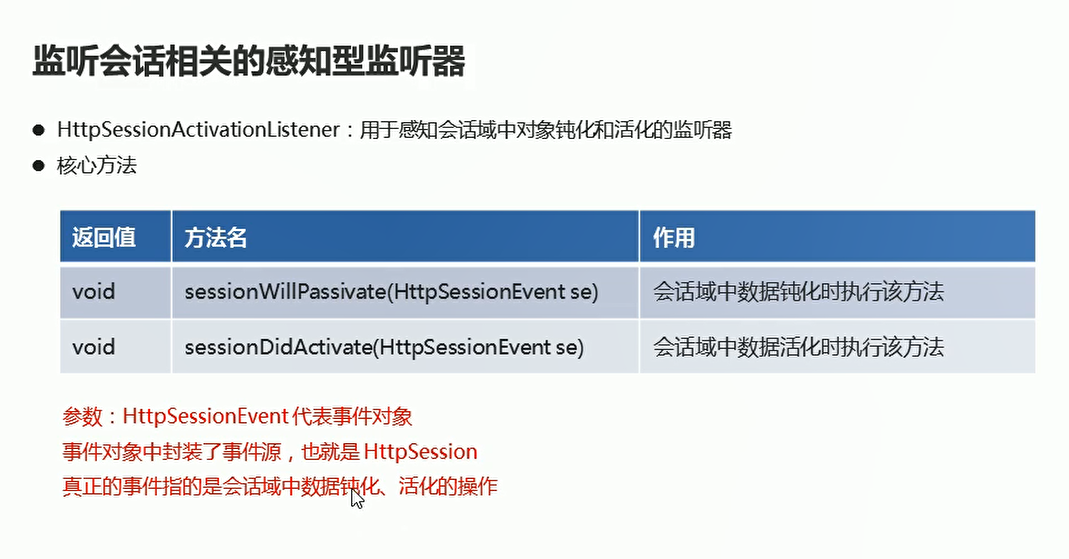 监听会话相关的感知型监听器
● HttpSessionActivationListener：用于感知会话域中对象钝化和活化的监听器
● 核心方法
返回值 方法名 作用
void sessionWillPassivate(HttpSessionEvent se) 会话域中数据钝化时执行该方法
void sessionDidActivate(HttpSessionEvent se) 会话域中数据活化时执行该方法
参数：HttpSessionEvent 代表事件对象
事件对象中封装了事件源，也就是 HttpSession
真正的事件指的是会话域中数据钝化、活化的操作